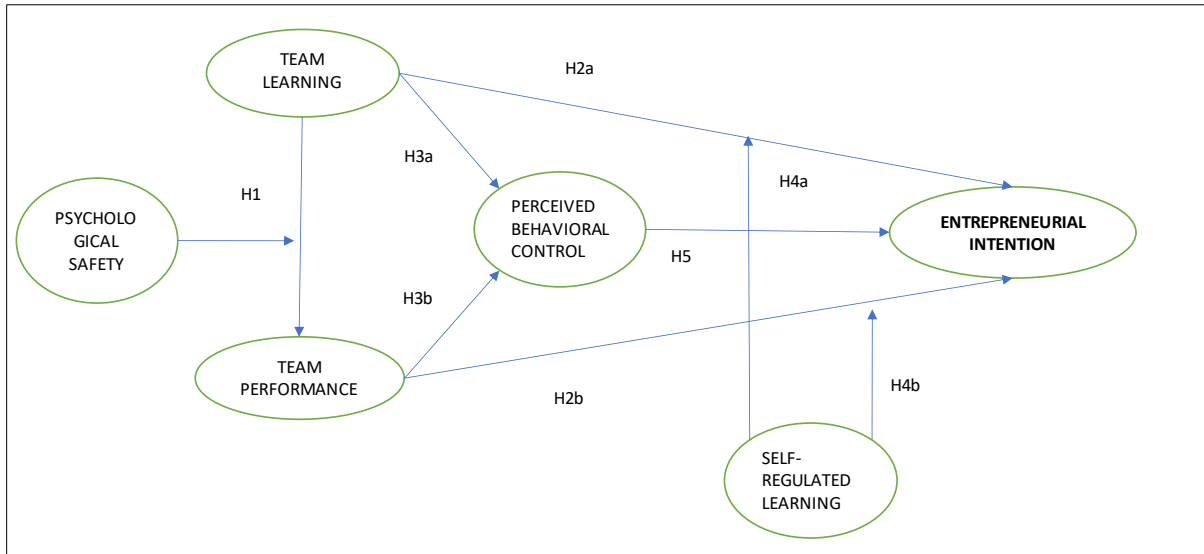 TEAM
LEARNING
H2a
H3a
H4a
H1
PSYCHOLO
GICAL
SAFETY
PERCEIVED
BEHAVIORAL
CONTROL
ENTREPRENEURIAL
INTENTION
H5
H3b
TEAM
PERFORMANCE
H2b
H4b
SELF-
REGULATED
LEARNING